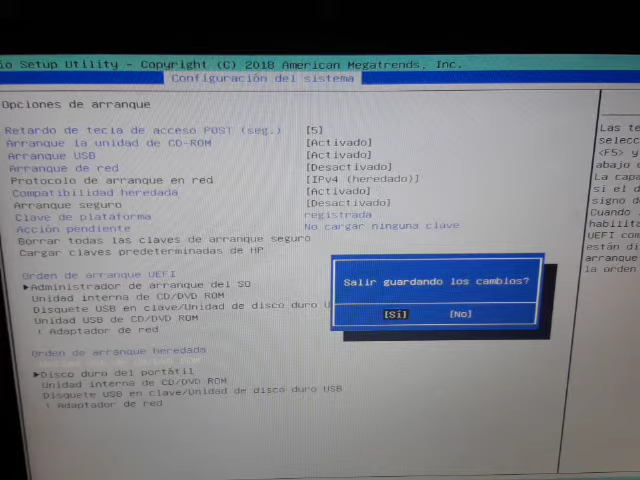 io Setup Utility - Copyright (C) 2018 American Megatrends, Inc.
Configuración del sistema
Opciones de arranque
Retardo de tecla de acceso POST (seg.) [5]
Arranque la unidad de CD-ROM [Activado]
Arranque USB [Activado]
Arranque de red [Desactivado]
Protocolo de arranque en red [IPv4 (heredado)]
Compatibilidad heredada [Activado]
Arranque seguro [Desactivado]
Clave de plataforma registrada
Acción pendiente No cargar ninguna clave
Borrar todas las claves de arranque seguro
Cargar claves predeterminadas de HP
Orden de arranque UEFI
▶Administrador de arranque del SO
Unidad interna de CD/DVD ROM
Disquete USB en clave/Unidad de disco duro U
Unidad USB de CD/DVD ROM
! Adaptador de red
Orden de arranque heredada
▶Disco duro del portátil
Unidad interna de CD/DVD ROM
Disquete USB en clave/Unidad de disco duro USB
! Adaptador de red
Salir guardando los cambios?
[Sí] [No]
Las te
selecc
<F5> y
abajo
La capa
si el d
signo de
Cuando
habilita
UEFI com
están di
arranque
la orden